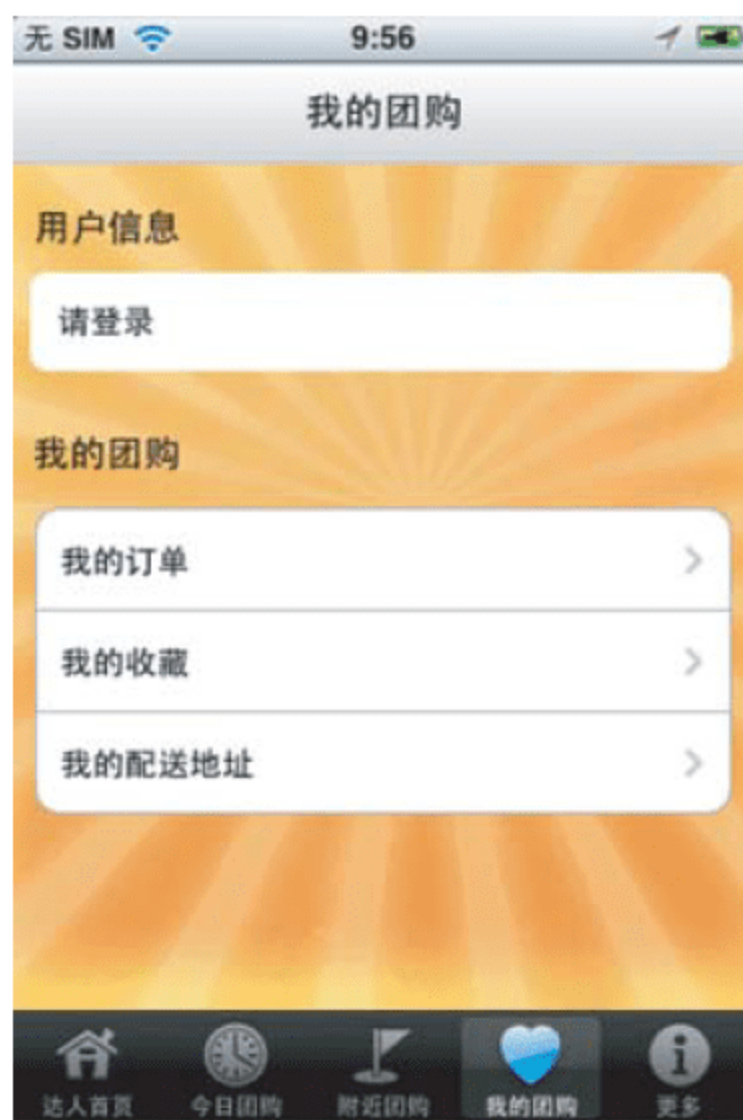 无 SIM 9:56
我的团购
用户信息
请登录
我的团购
我的订单
我的收藏
我的配送地址
达人首页 今日团购 附近团购 我的团购 更多